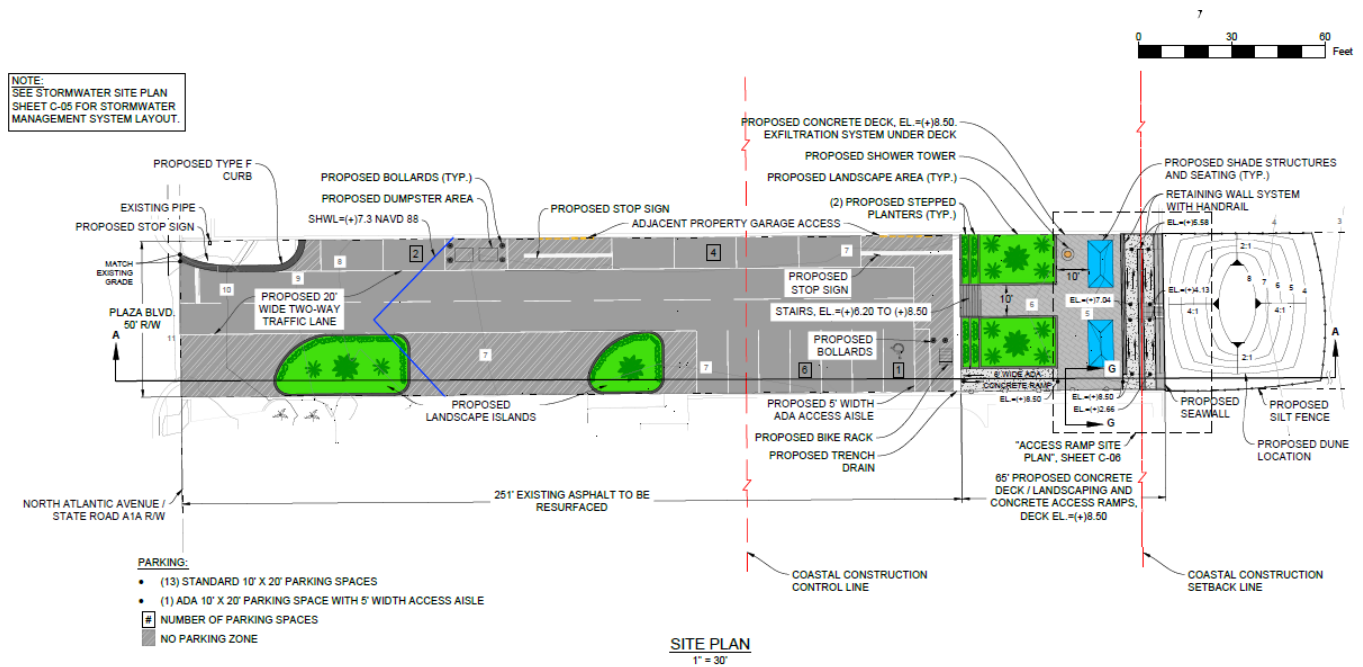 7
0 30 60
Feet
NOTE:
SEE STORMWATER SITE PLAN
SHEET C-05 FOR STORMWATER
MANAGEMENT SYSTEM LAYOUT.
PROPOSED TYPE F
CURB
EXISTING PIPE
PROPOSED STOP SIGN
MATCH
EXISTING
GRADE
PLAZA BLVD.
50' R/W
A
11
10
9
8
PROPOSED BOLLARDS (TYP.)
PROPOSED DUMPSTER AREA
SHWL=(+)7.3 NAVD 88
2
PROPOSED STOP SIGN
ADJACENT PROPERTY GARAGE ACCESS
4
7
PROPOSED 20'
WIDE TWO-WAY
TRAFFIC LANE
7
7
6
1
PROPOSED
LANDSCAPE ISLANDS
PROPOSED CONCRETE DECK, EL.=(+)8.50.
EXFILTRATION SYSTEM UNDER DECK
PROPOSED SHOWER TOWER
PROPOSED LANDSCAPE AREA (TYP.)
(2) PROPOSED STEPPED
PLANTERS (TYP.)
PROPOSED
STOP SIGN
STAIRS, EL.=(+)6.20 TO (+)8.50
PROPOSED
BOLLARDS
PROPOSED 5' WIDTH
ADA ACCESS AISLE
PROPOSED BIKE RACK
PROPOSED TRENCH
DRAIN
10'
10'
6
5
6' WIDE ADA
CONCRETE RAMP
EL.=(+)8.50
PROPOSED SHADE STRUCTURES
AND SEATING (TYP.)
RETAINING WALL SYSTEM
WITH HANDRAIL
EL.=(+)5.58
EL.=(+)4.13
EL.=(+)7.04
EL.=(+)8.50
EL.=(+)2.66
G
G
4
3
2:1
8 7 6 5 4
4:1
4:1
2:1
A
PROPOSED
SEAWALL
PROPOSED
SILT FENCE
PROPOSED DUNE
LOCATION
"ACCESS RAMP SITE
PLAN", SHEET C-06
65' PROPOSED CONCRETE
DECK / LANDSCAPING AND
CONCRETE ACCESS RAMPS,
DECK EL.=(+)8.50
251' EXISTING ASPHALT TO BE
RESURFACED
NORTH ATLANTIC AVENUE /
STATE ROAD A1A R/W
COASTAL CONSTRUCTION
CONTROL LINE
COASTAL CONSTRUCTION
SETBACK LINE
PARKING:
• (13) STANDARD 10' X 20' PARKING SPACES
• (1) ADA 10' X 20' PARKING SPACE WITH 5' WIDTH ACCESS AISLE
# NUMBER OF PARKING SPACES
NO PARKING ZONE
SITE PLAN
1" = 30'